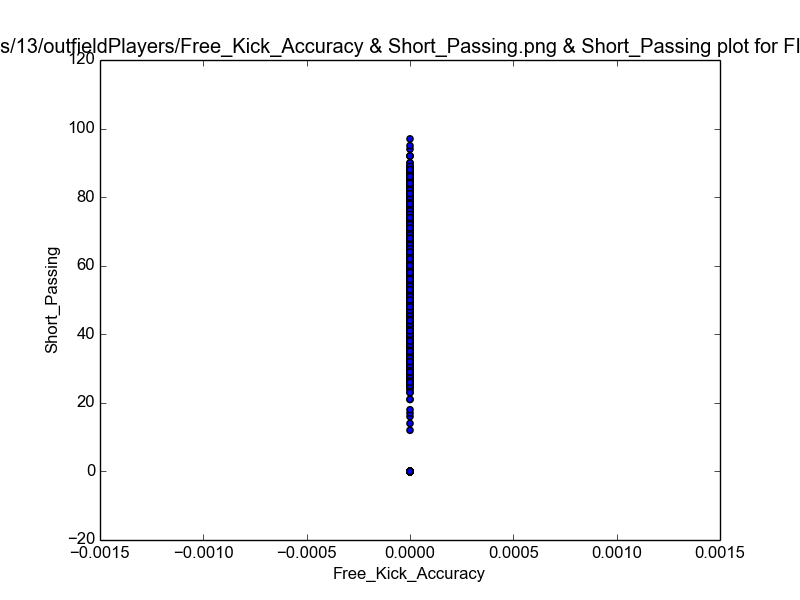 s/13/outfieldPlayers/Free_Kick_Accuracy & Short_Passing.png & Short_Passing plot for FI
120
100
80
60
40
20
0
−20
Short_Passing
−0.0015 −0.0010 −0.0005 0.0000 0.0005 0.0010 0.0015
Free_Kick_Accuracy